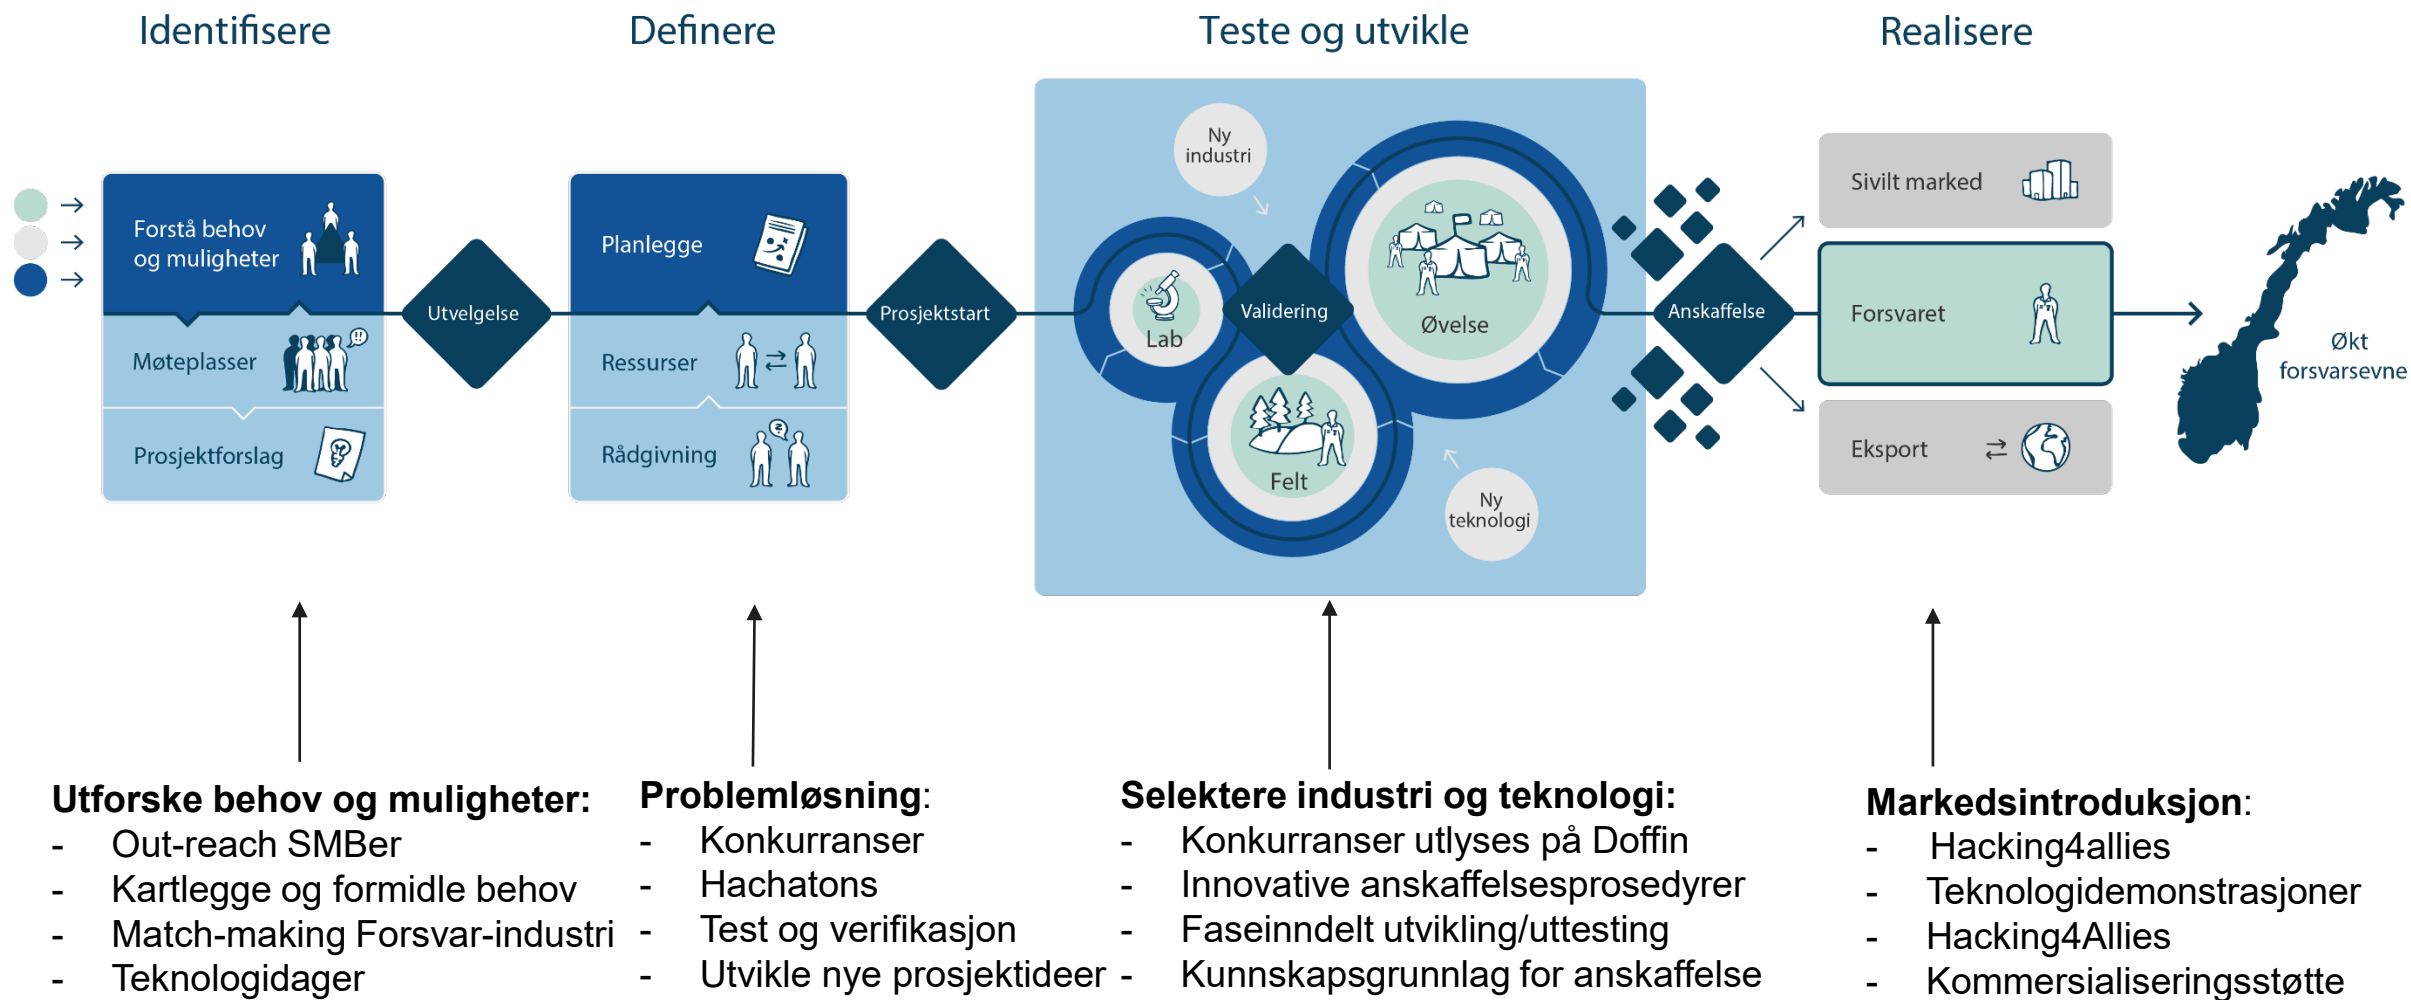 Identifisere
Definere
Teste og utvikle
Realisere
Forstå behov
og muligheter
Møteplasser
!!
Prosjektforslag
Utvelgelse
Planlegge
Ressurser
Rådgivning
?
Prosjektstart
Ny
industri
Lab
Validering
Øvelse
Felt
Ny
teknologi
Anskaffelse
Sivilt marked
Forsvaret
Eksport
Økt
forsvarsevne
Utforske behov og muligheter:
- Out-reach SMBer
- Kartlegge og formidle behov
- Match-making Forsvar-industri
- Teknologidager
Problemløsning:
- Konkurranser
- Hachatons
- Test og verifikasjon
- Utvikle nye prosjektideer
Selektere industri og teknologi:
- Konkurranser utlyses på Doffin
- Innovative anskaffelsesprosedyrer
- Faseinndelt utvikling/uttesting
- Kunnskapsgrunnlag for anskaffelse
Markedsintroduksjon:
- Hacking4allies
- Teknologidemonstrasjoner
- Hacking4Allies
- Kommersialiseringsstøtte